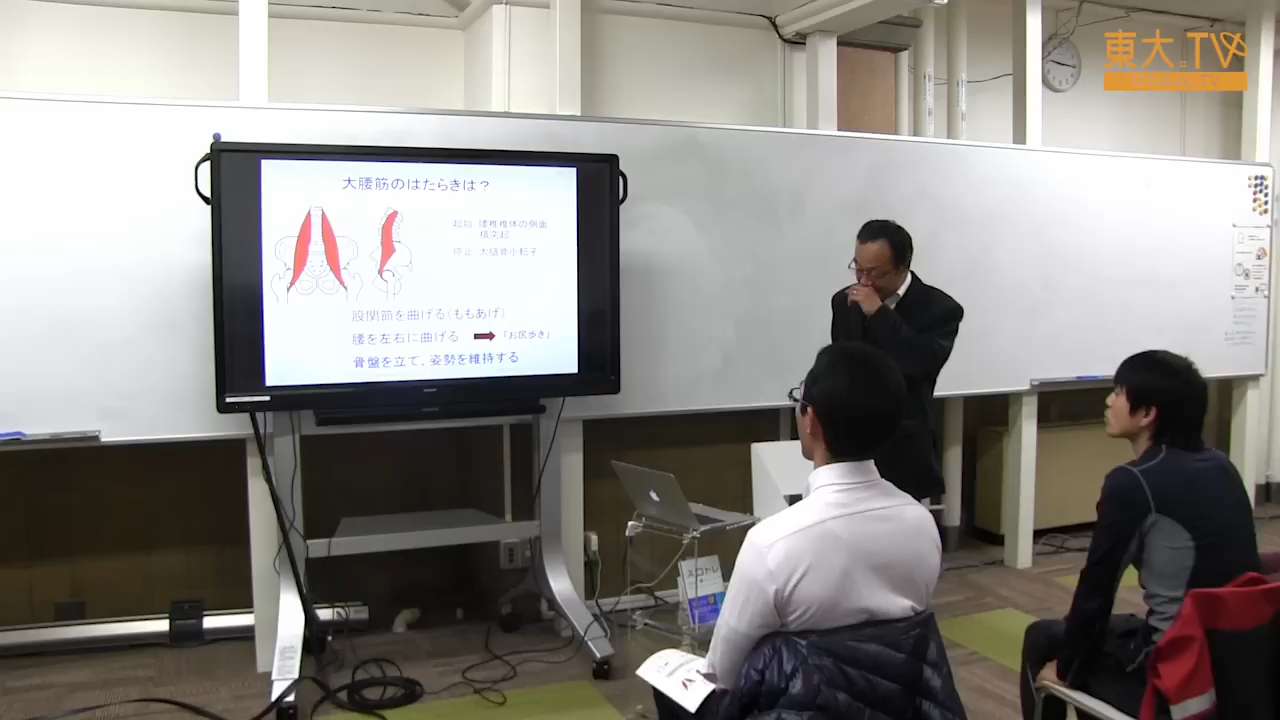 東大TV
大腰筋のはたらきは？
起始 腰椎椎体の側面
横突起
停止 大腿骨小転子
股関節を曲げる（ももあげ）
腰を左右に曲げる
「お尻歩き」
骨盤を立て、姿勢を維持する
スロトレ